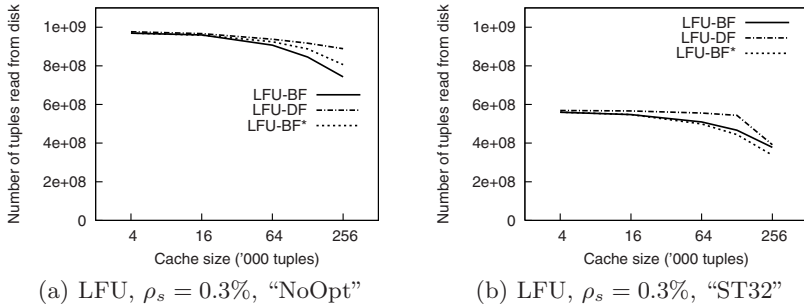 Number of tuples read from disk
1e+09
8e+08
6e+08
4e+08
2e+08
0
LFU-BF
LFU-DF
LFU-BF*
4 16 64 256
Cache size ('000 tuples)
(a) LFU, ρs = 0.3%, “NoOpt”
Number of tuples read from disk
1e+09
8e+08
6e+08
4e+08
2e+08
0
LFU-BF
LFU-DF
LFU-BF*
4 16 64 256
Cache size ('000 tuples)
(b) LFU, ρs = 0.3%, “ST32”